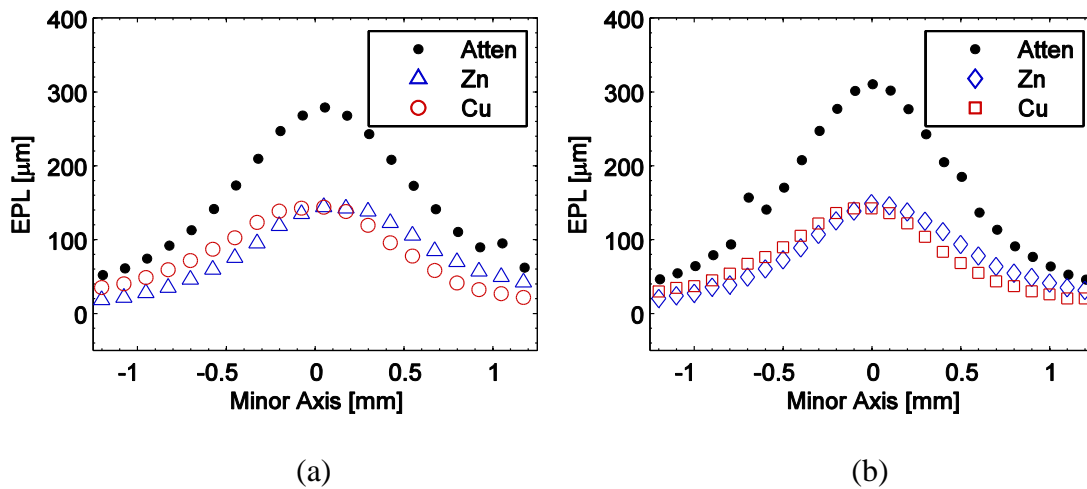 400
300
200
100
0
EPL [μm]
-1 -0.5 0 0.5 1
Minor Axis [mm]
Atten
Zn
Cu
(a)
400
300
200
100
0
EPL [μm]
-1 -0.5 0 0.5 1
Minor Axis [mm]
Atten
Zn
Cu
(b)